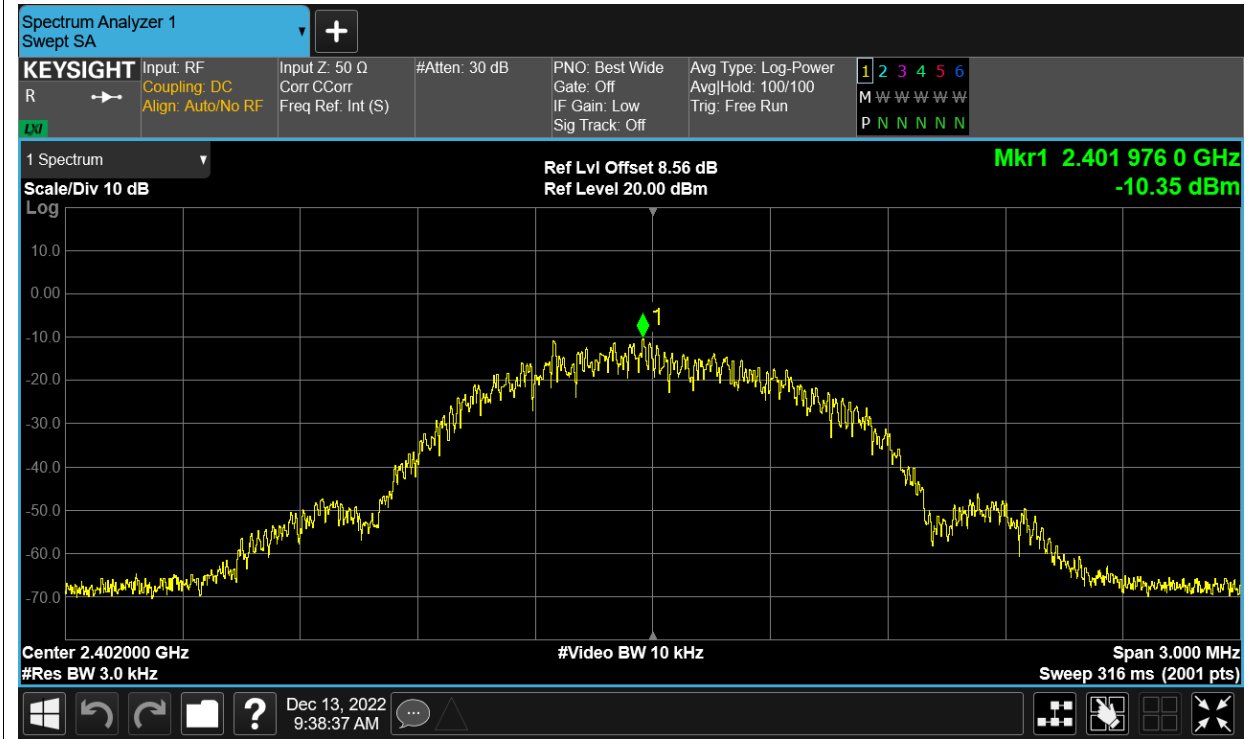 Spectrum Analyzer 1
Swept SA
+
KEYSIGHT
R
LXI
Input: RF
Coupling: DC
Align: Auto/No RF
Input Z: 50 Ω
Corr CCorr
Freq Ref: Int (S)
#Atten: 30 dB
PNO: Best Wide
Gate: Off
IF Gain: Low
Sig Track: Off
Avg Type: Log-Power
Avg|Hold: 100/100
Trig: Free Run
1 2 3 4 5 6
M W W W W W W
P N N N N N N
1 Spectrum
Scale/Div 10 dB
Log
Ref Lvl Offset 8.56 dB
Ref Level 20.00 dBm
Mkr1 2.401 976 0 GHz
-10.35 dBm
10.0
0.00
-10.0
-20.0
-30.0
-40.0
-50.0
-60.0
-70.0
1
Center 2.402000 GHz
#Res BW 3.0 kHz
#Video BW 10 kHz
Span 3.000 MHz
Sweep 316 ms (2001 pts)
?
Dec 13, 2022
9:38:37 AM